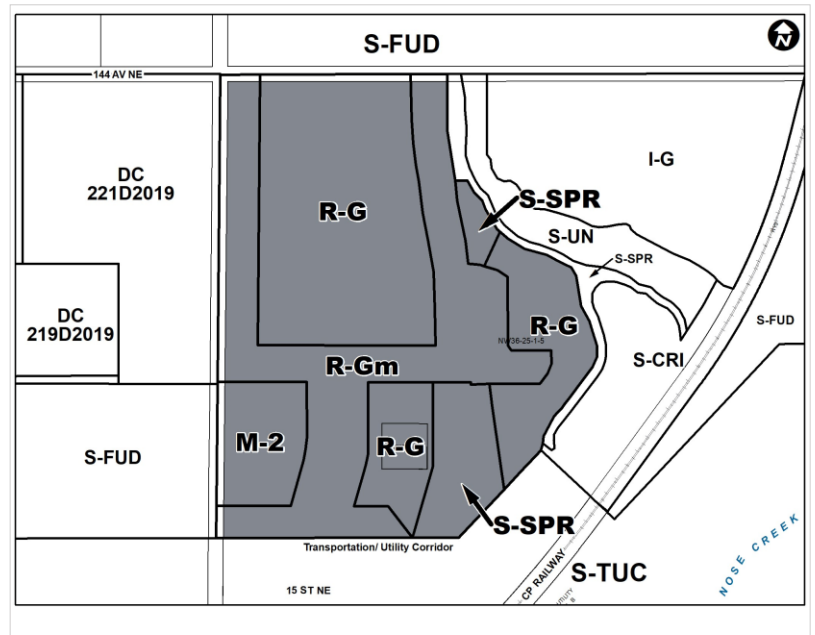 S-FUD
N
144 AV NE
DC
221D2019
I-G
R-G
S-SPR
S-UN
S-SPR
DC
219D2019
R-G
S-FUD
NW36-25-1-5
S-CRI
R-Gm
M-2
R-G
S-FUD
S-SPR
Transportation/ Utility Corridor
CP RAILWAY
S-TUC
NOSE CREEK
15 ST NE